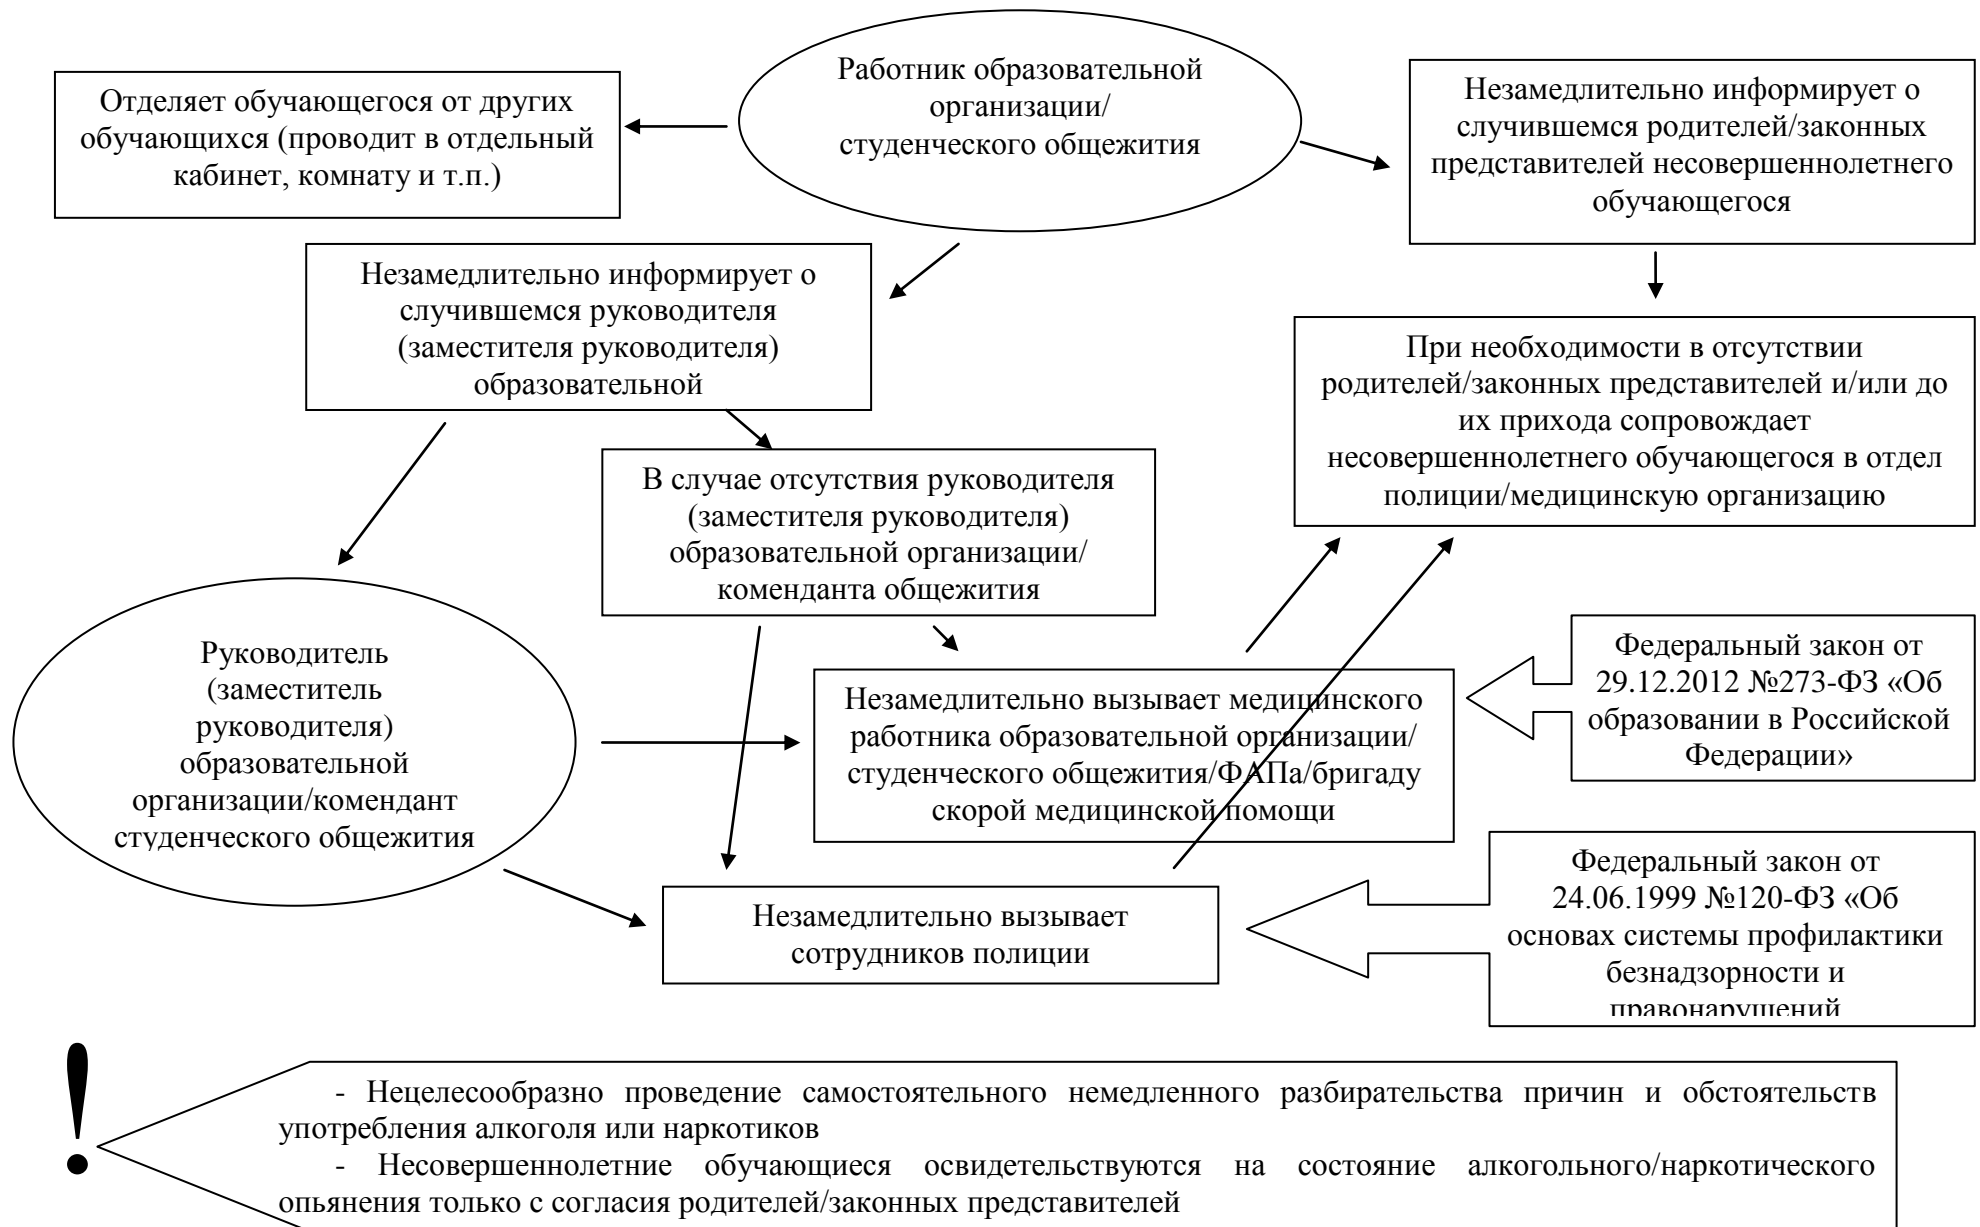 Работник образовательной
организации/
студенческого общежития
Отделяет обучающегося от других
обучающихся (проводит в отдельный
кабинет, комнату и т.п.)
Незамедлительно информирует о
случившемся родителей/законных
представителей несовершеннолетнего
обучающегося
Незамедлительно информирует о
случившемся руководителя
(заместителя руководителя)
образовательной
При необходимости в отсутствии
родителей/законных представителей и/или до
их прихода сопровождает
несовершеннолетнего обучающегося в отдел
полиции/медицинскую организацию
В случае отсутствия руководителя
(заместителя руководителя)
образовательной организации/
коменданта общежития
Руководитель
(заместитель
руководителя)
образовательной
организации/комендант
студенческого общежития
Незамедлительно вызывает медицинского
работника образовательной организации/
студенческого общежития/ФАПа/бригаду
скорой медицинской помощи
Федеральный закон от
29.12.2012 №273-ФЗ «Об
образовании в Российской
Федерации»
Незамедлительно вызывает
сотрудников полиции
Федеральный закон от
24.06.1999 №120-ФЗ «Об
основах системы профилактики
безнадзорности и
правонарушений
!
- Нецелесообразно проведение самостоятельного немедленного разбирательства причин и обстоятельств
употребления алкоголя или наркотиков
- Несовершеннолетние обучающиеся освидетельствуются на состояние алкогольного/наркотического
опьянения только с согласия родителей/законных представителей